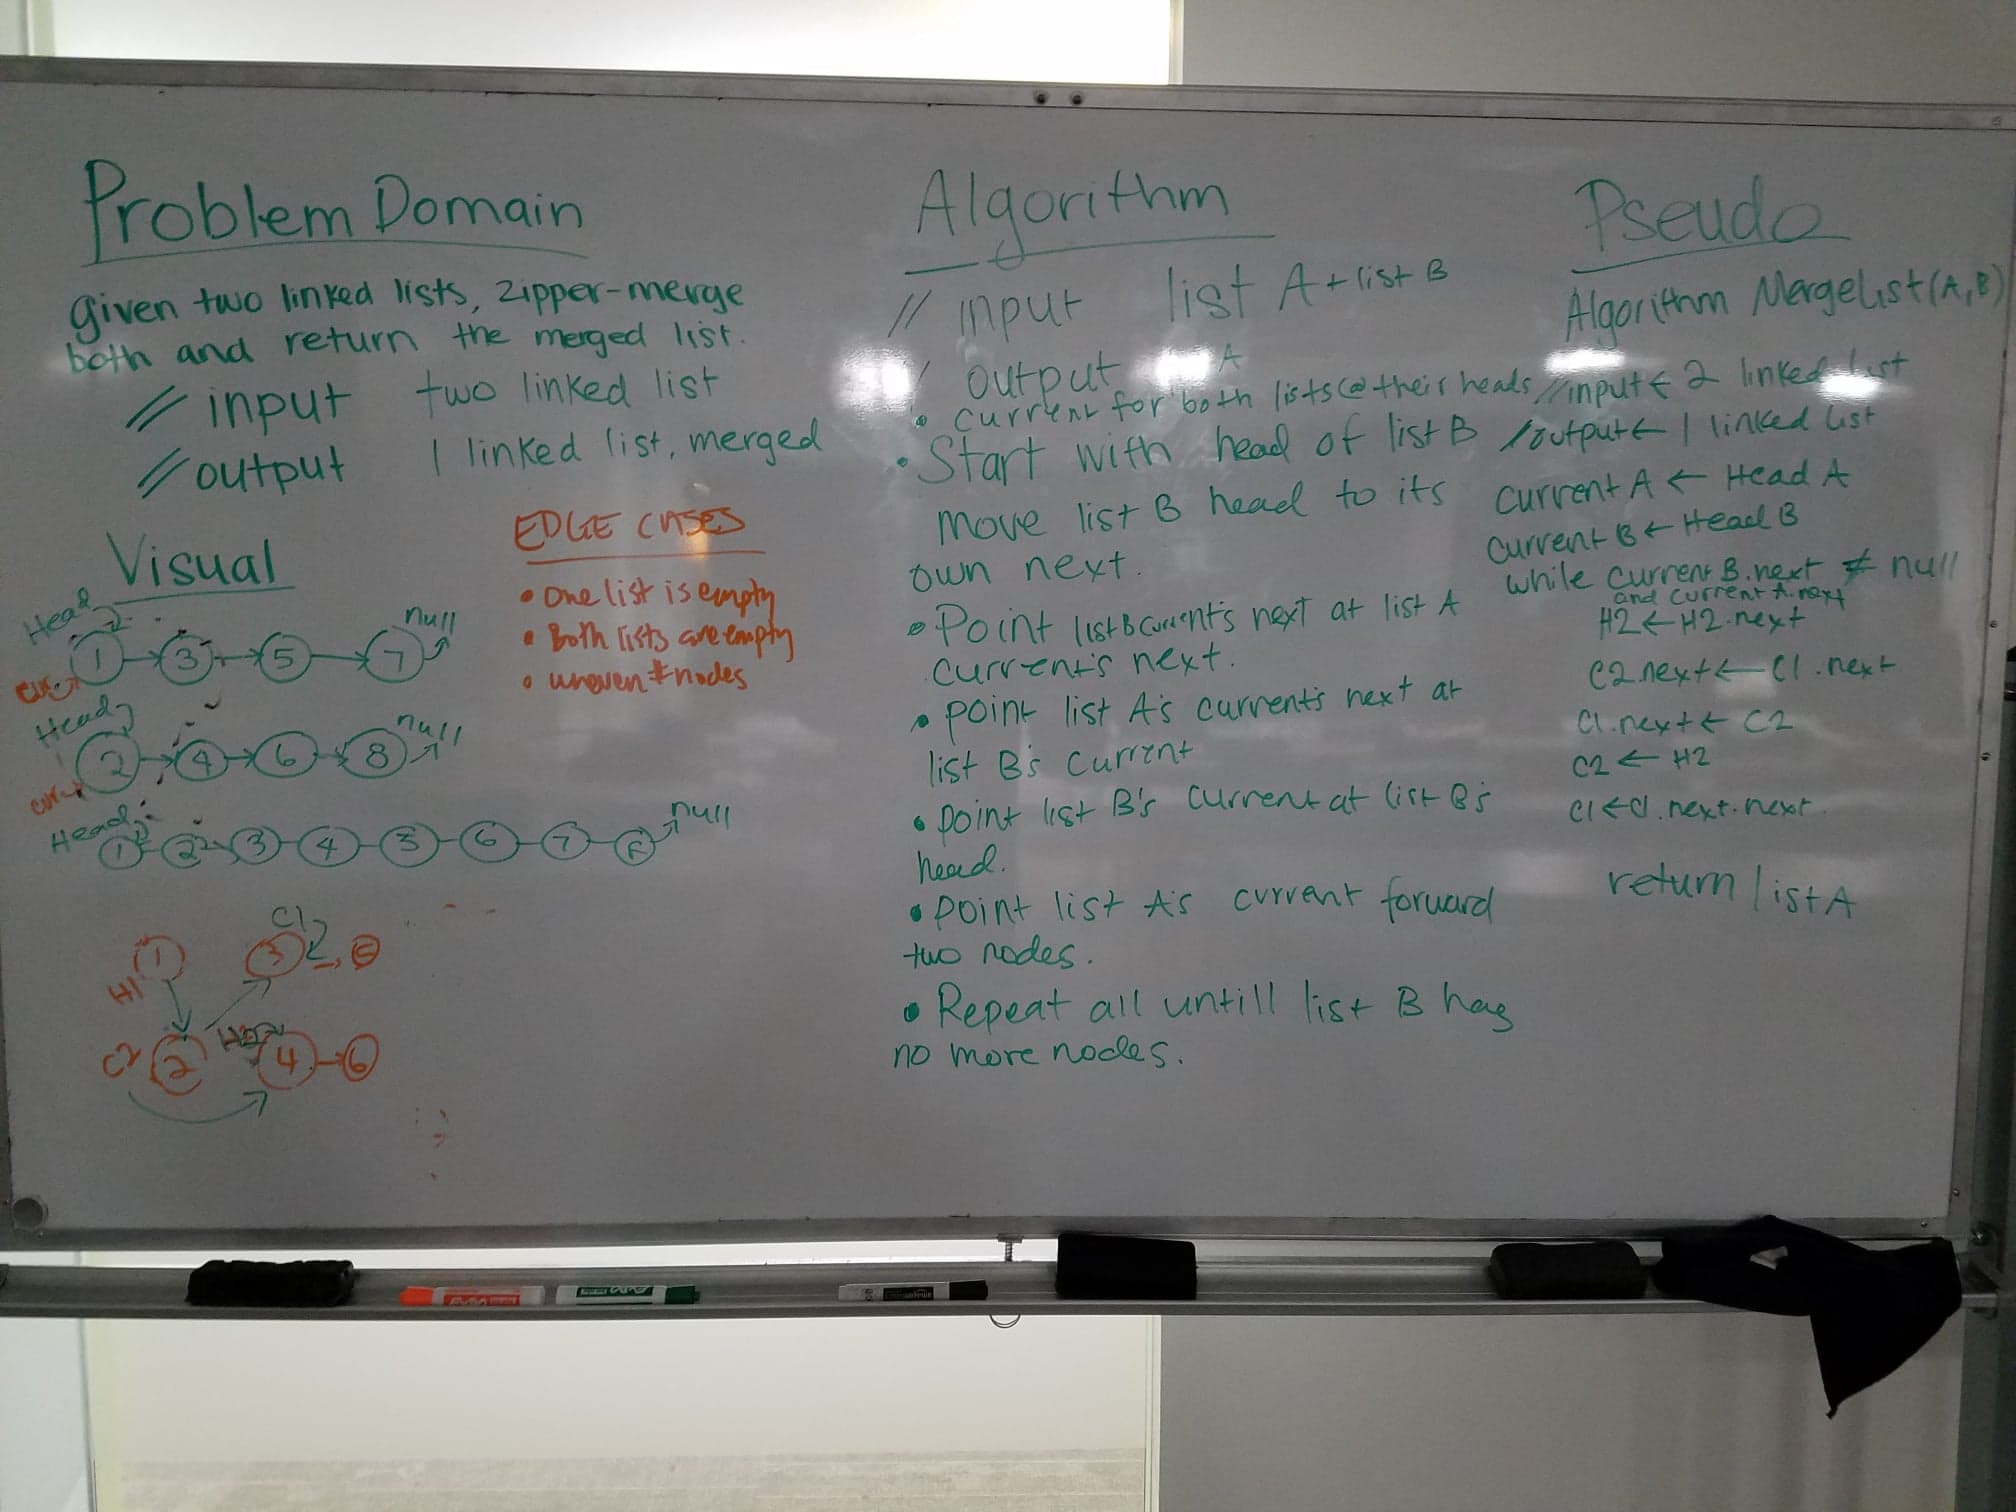 Problem Domain
given two linked lists, zipper-merge
both and return the merged list.
// input two linked list
// output 1 linked list, merged
Visual
Head
1 3 5 7 null
cur
Head
2 4 6 8 null
cur
Head
1 2 3 4 5 6 7 8 null
C1
1 3 5
H1
C2 2 H2 4 6
EDGE CASES
• One list is empty
• Both lists are empty
• uneven # nodes
Algorithm
// input list A + list B
output A
• current for both lists @ their heads
• Start with head of list B
move list B head to its
own next.
• Point list B current's next at list A
current's next.
• point list A's current's next at
list B's current
• point list B's current at list B's
head.
• point list A's current forward
two nodes.
• Repeat all untill list B has
no more nodes.
Pseudo
Algorithm MergeList(A,B)
// input ← 2 linked list
/ output ← 1 linked list
current A ← Head A
current B ← Head B
while current B.next ≠ null
and current A.next
H2 ← H2.next
C2.next ← C1.next
C1.next ← C2
C2 ← H2
C1 ← C1.next.next
return listA
EXPO